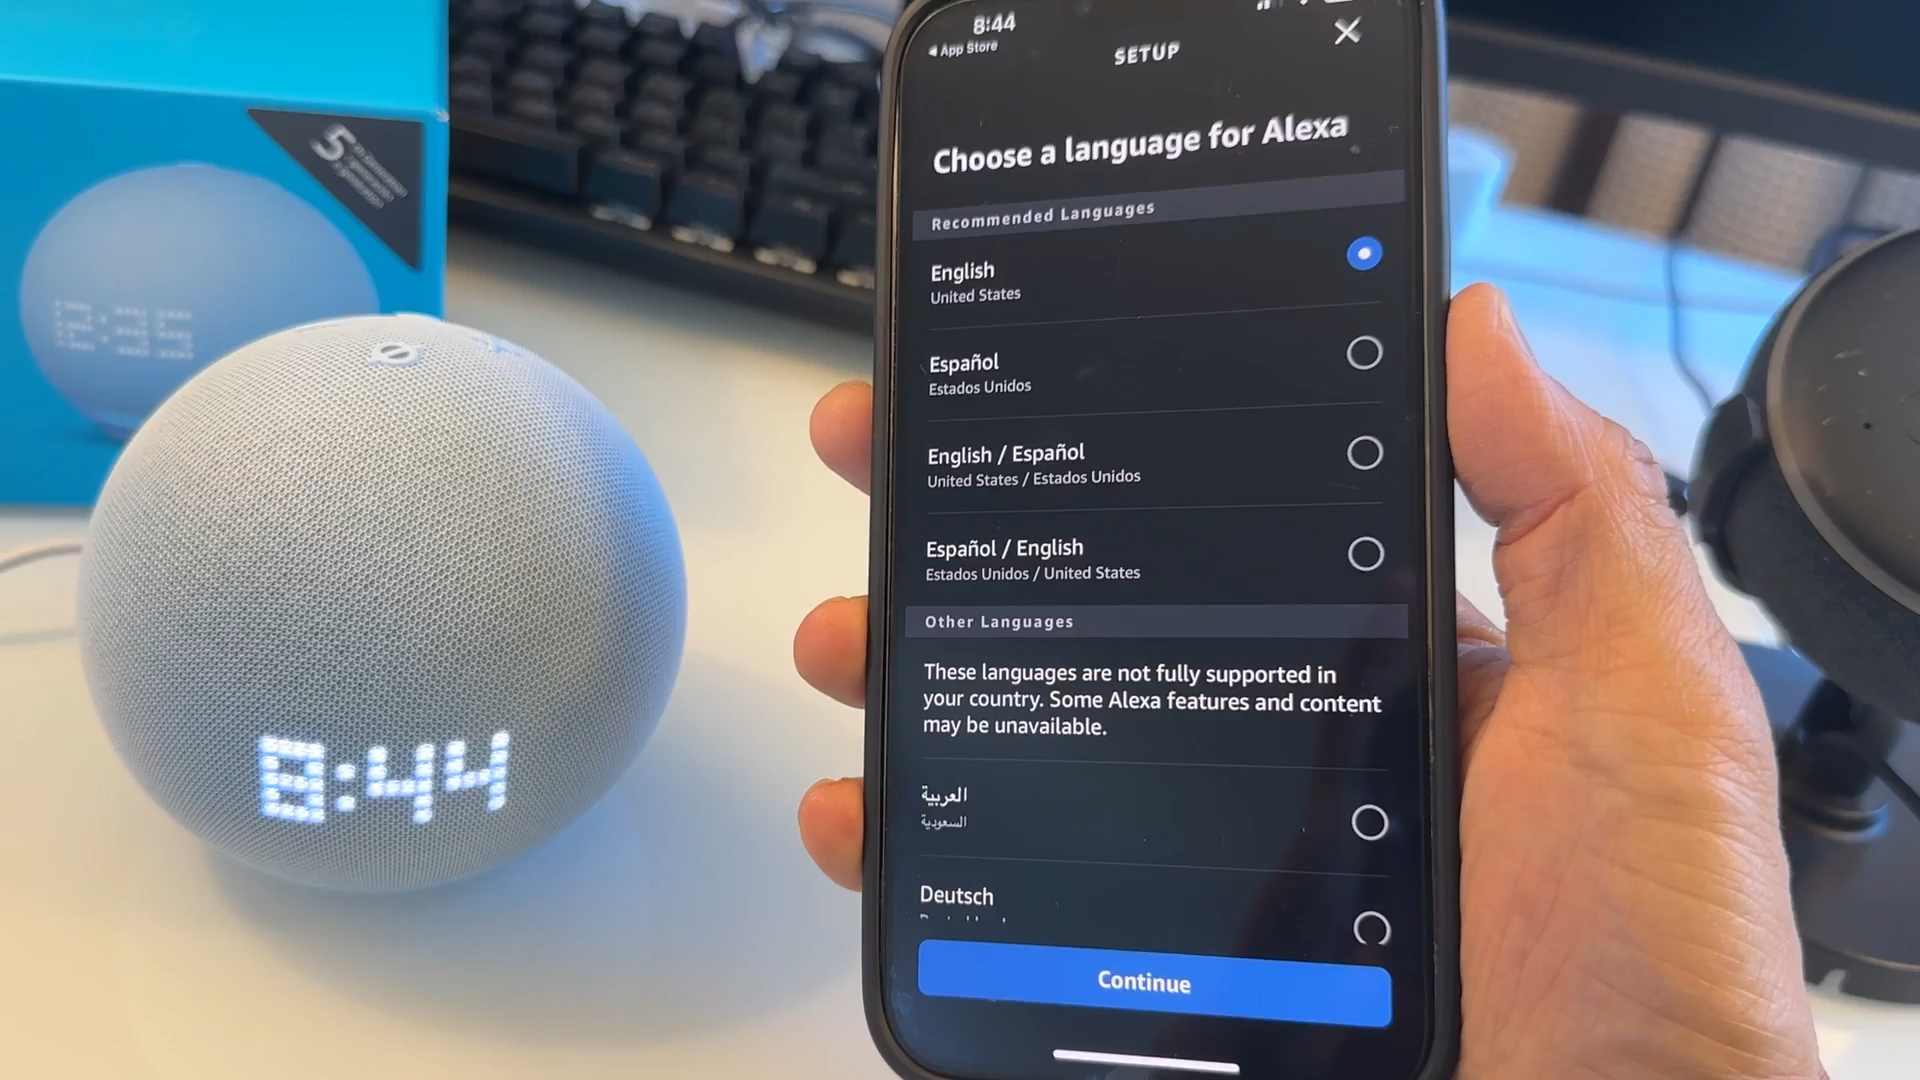 8:44
App Store
SETUP
Choose a language for Alexa
Recommended Languages
English
United States
Español
Estados Unidos
English / Español
United States / Estados Unidos
Español / English
Estados Unidos / United States
Other Languages
These languages are not fully supported in
your country. Some Alexa features and content
may be unavailable.
العربية
السعودية
Deutsch
Continue
8:44
5